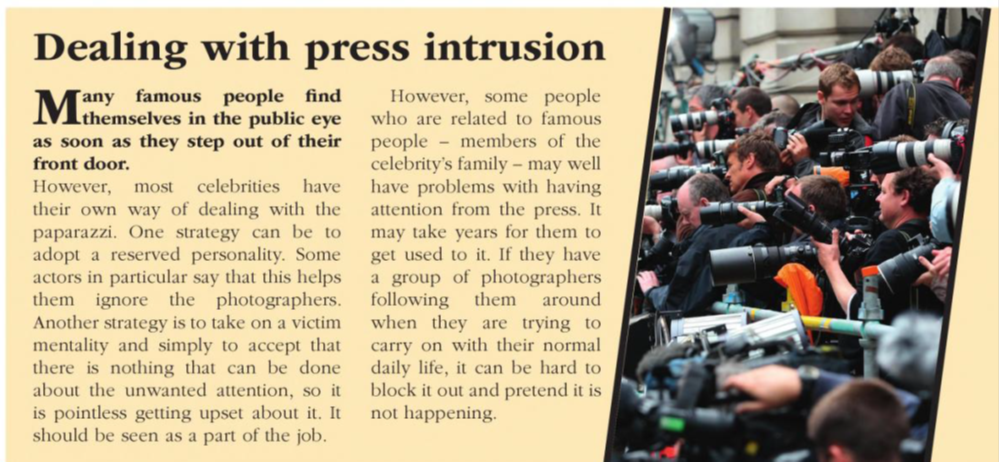 Dealing with press intrusion
Many famous people find
themselves in the public eye
as soon as they step out of their
front door.
However, most celebrities have
their own way of dealing with the
paparazzi. One strategy can be to
adopt a reserved personality. Some
actors in particular say that this helps
them ignore the photographers.
Another strategy is to take on a victim
mentality and simply to accept that
there is nothing that can be done
about the unwanted attention, so it
is pointless getting upset about it. It
should be seen as a part of the job.
However, some people
who are related to famous
people – members of the
celebrity's family – may well
have problems with having
attention from the press. It
may take years for them to
get used to it. If they have
a group of photographers
following them around
when they are trying to
carry on with their normal
daily life, it can be hard to
block it out and pretend it is
not happening.